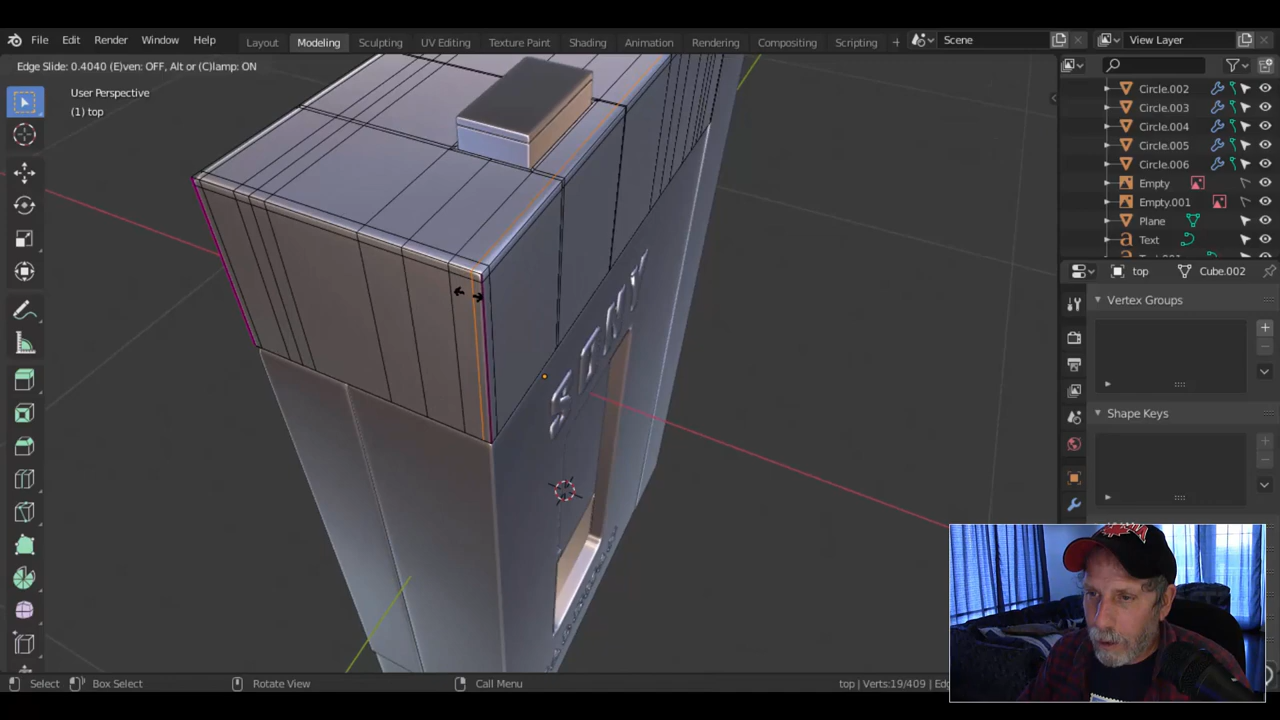 File Edit Render Window Help
Layout Modeling Sculpting UV Editing Texture Paint Shading Animation Rendering Compositing Scripting +
Scene
View Layer
Edge Slide: 0.4040 (E)ven: OFF, Alt or (C)lamp: ON
User Perspective
(1) top
Circle.002
Circle.003
Circle.004
Circle.005
Circle.006
Empty
Empty.001
Plane
Text
top Cube.002
Vertex Groups
Shape Keys
SONY
Select Box Select Rotate View Call Menu
top | Verts:19/409 | Ed